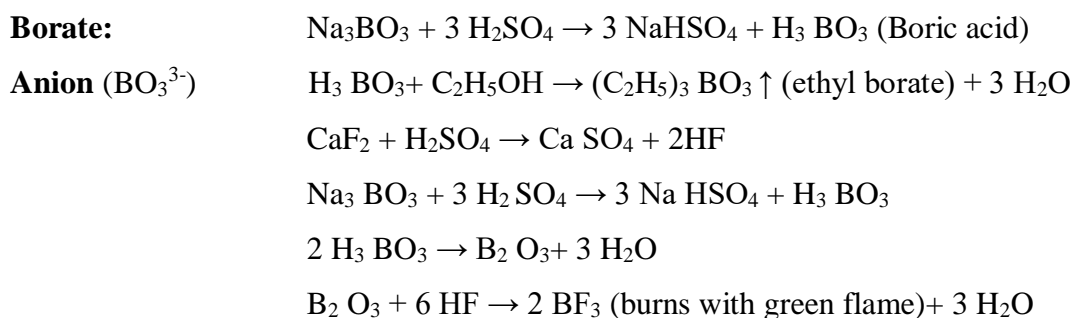 Borate: Na₃BO₃ + 3 H₂SO₄ → 3 NaHSO₄ + H₃ BO₃ (Boric acid)
Anion (BO₃³⁻) H₃ BO₃+ C₂H₅OH → (C₂H₅)₃ BO₃ ↑ (ethyl borate) + 3 H₂O
CaF₂ + H₂SO₄ → Ca SO₄ + 2HF
Na₃ BO₃ + 3 H₂ SO₄ → 3 Na HSO₄ + H₃ BO₃
2 H₃ BO₃ → B₂ O₃+ 3 H₂O
B₂ O₃ + 6 HF → 2 BF₃ (burns with green flame)+ 3 H₂O